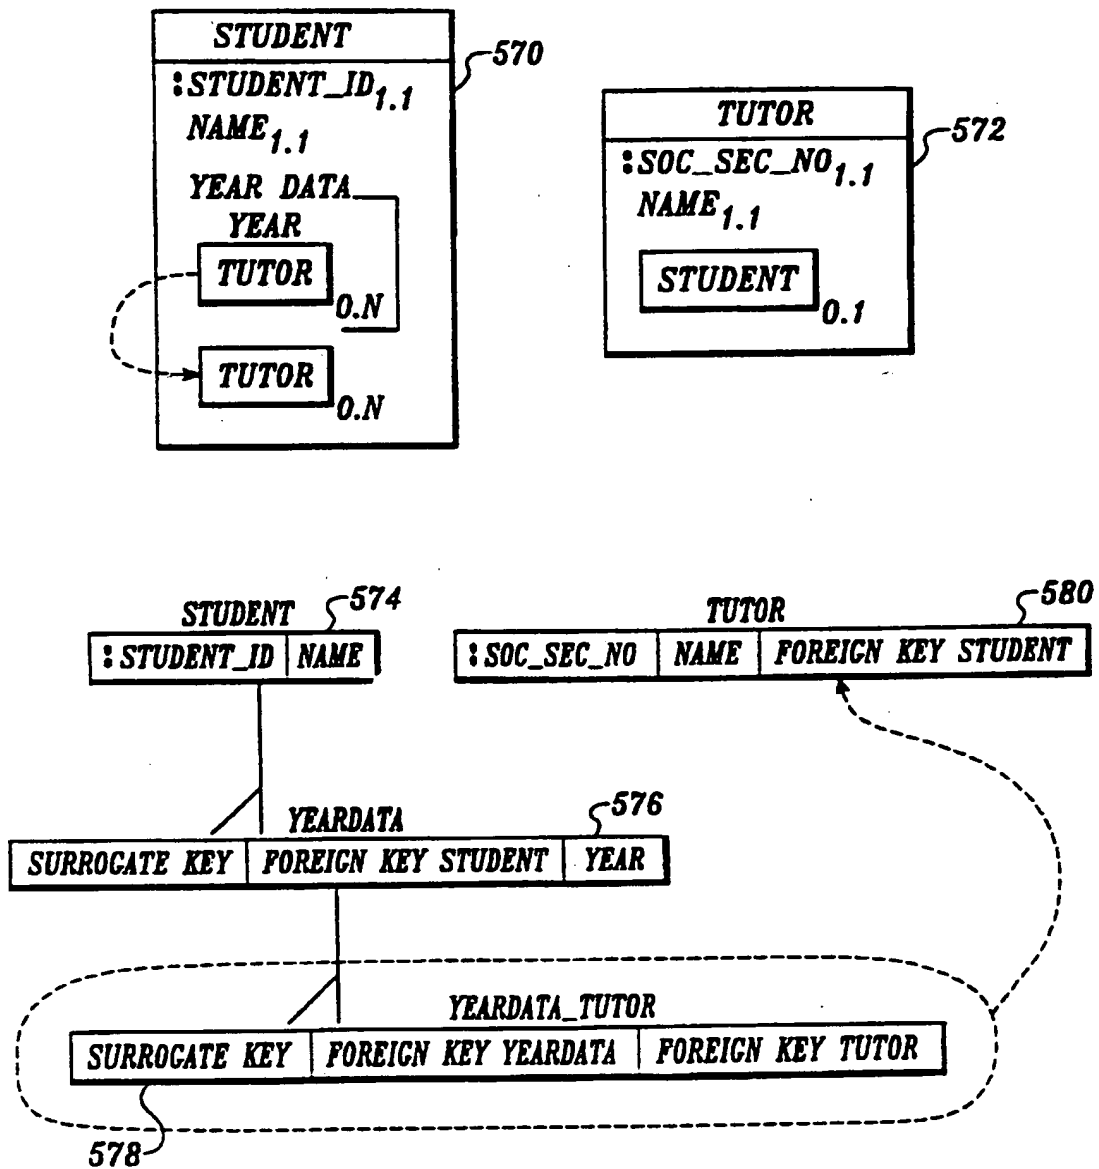 STUDENT
570
:STUDENT_ID1.1
NAME1.1
YEAR DATA
YEAR
TUTOR
0.N
TUTOR
0.N
TUTOR
572
:SOC_SEC_NO1.1
NAME1.1
STUDENT
0.1
STUDENT
574
:STUDENT_ID NAME
TUTOR
580
:SOC_SEC_NO NAME FOREIGN KEY STUDENT
YEARDATA
576
SURROGATE KEY FOREIGN KEY STUDENT YEAR
YEARDATA_TUTOR
SURROGATE KEY FOREIGN KEY YEARDATA FOREIGN KEY TUTOR
578